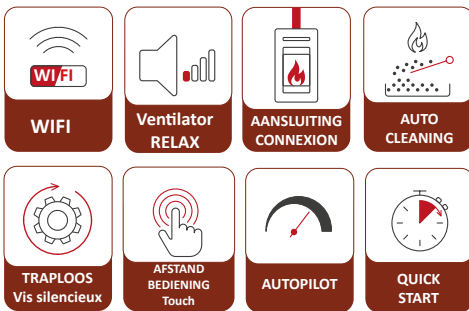 WIFI
WIFI
Ventilator
RELAX
AANSLUITING
CONNEXION
AUTO
CLEANING
TRAPLOOS
Vis silencieux
AFSTAND
BEDIENING
Touch
AUTOPILOT
QUICK
START